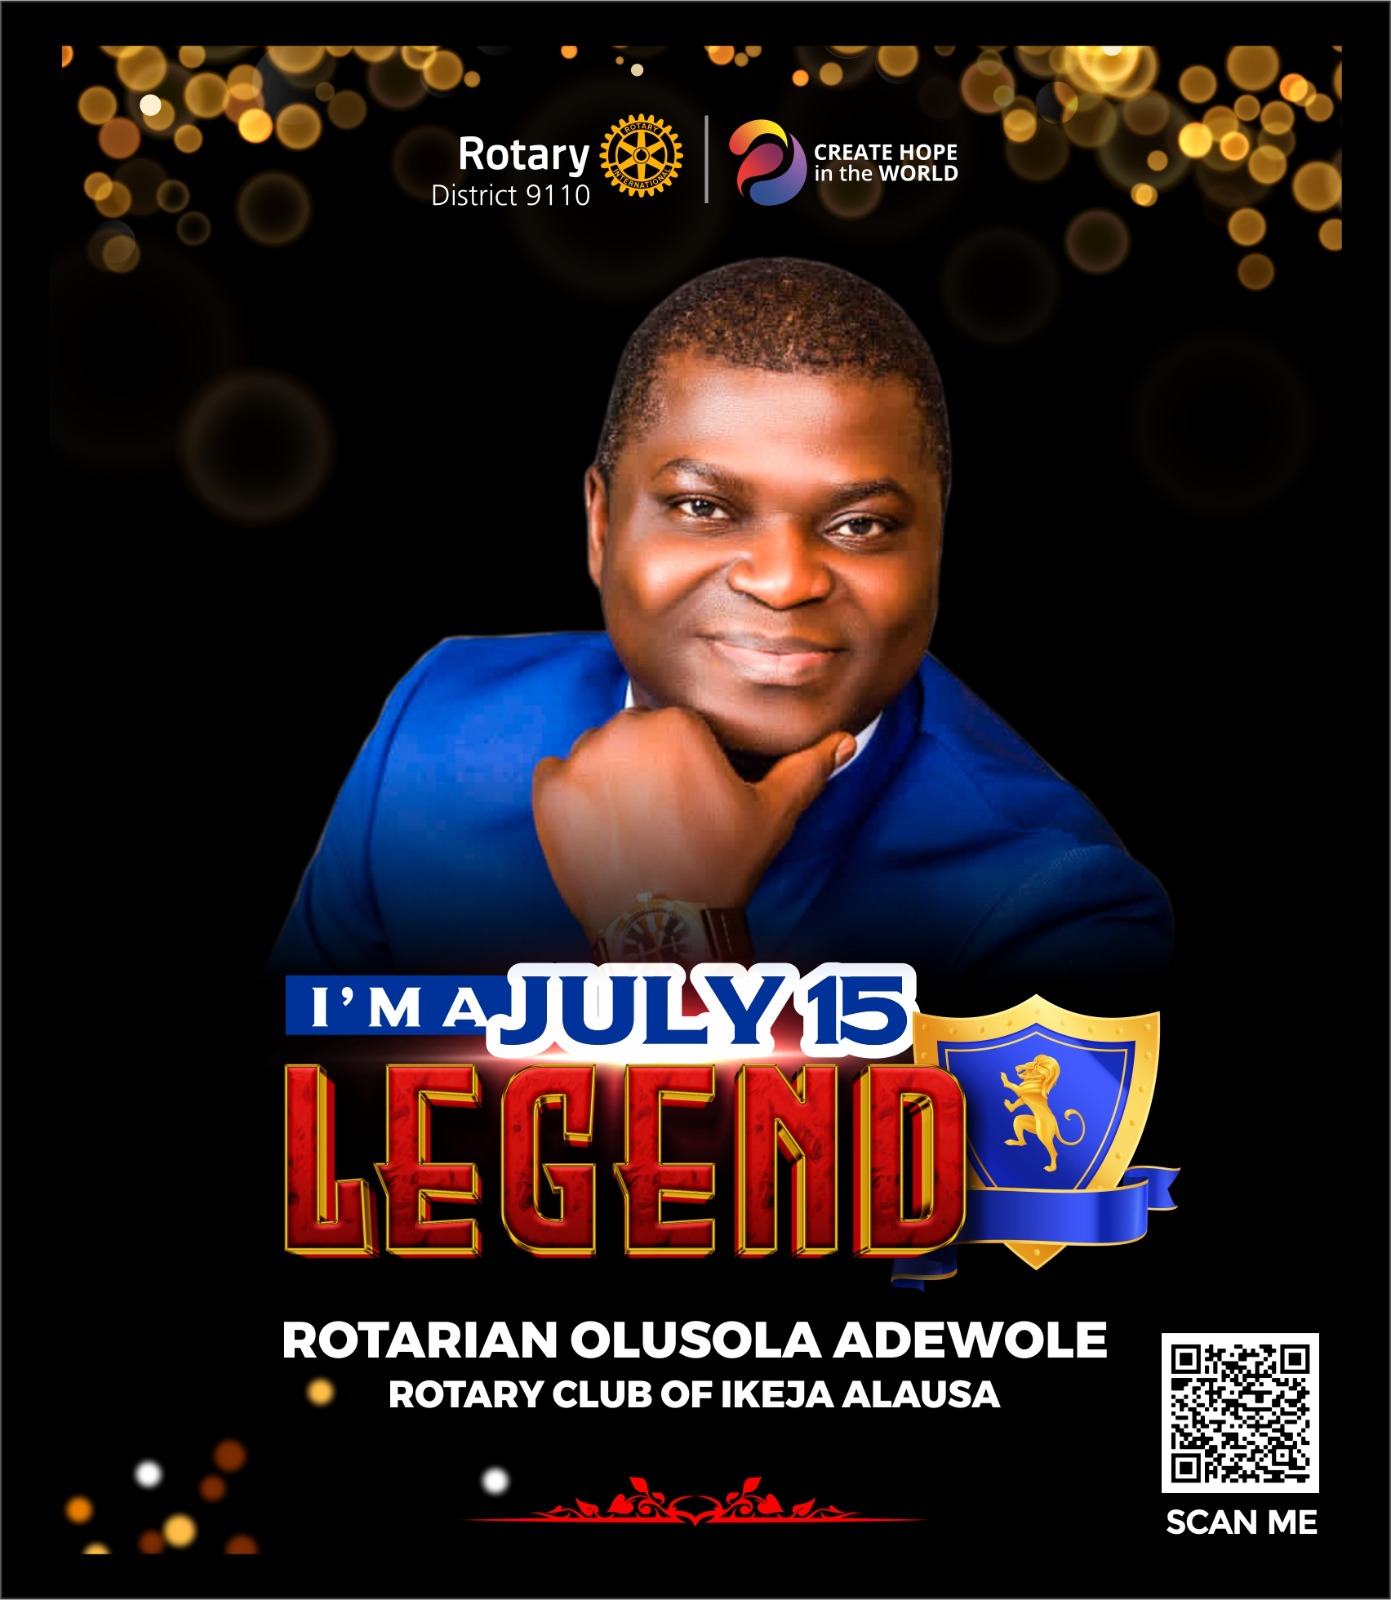 Rotary
District 9110
ROTARY
INTERNATIONAL
CREATE HOPE
in the WORLD
I'M A JULY 15
LEGEND
ROTARIAN OLUSOLA ADEWOLE
ROTARY CLUB OF IKEJA ALAUSA
SCAN ME